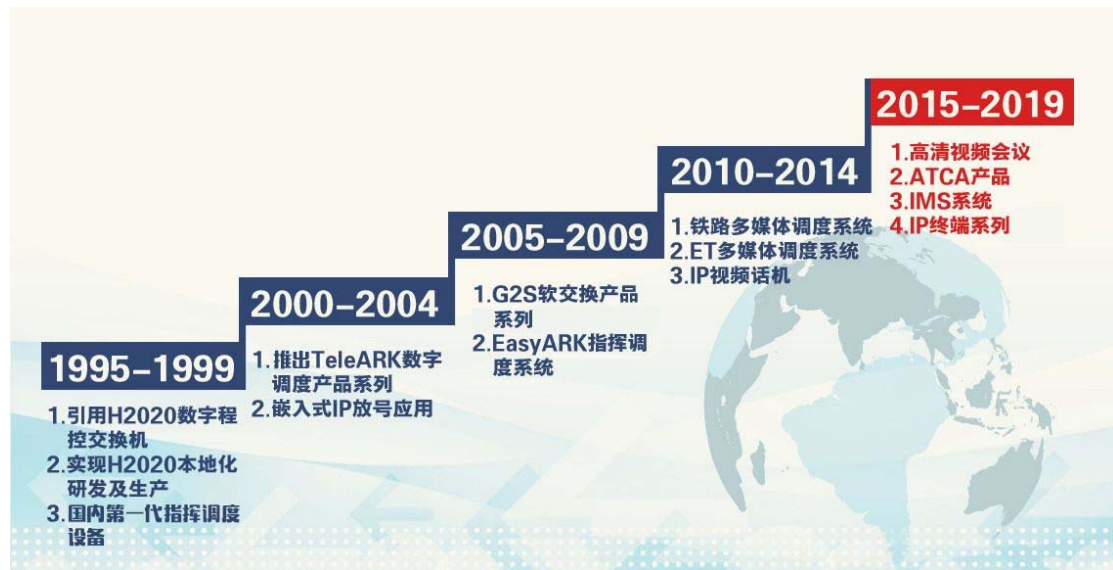 1995-1999
1.引用H2020数字程
控交换机
2.实现H2020本地化
研发及生产
3.国内第一代指挥调度
设备
2000-2004
1.推出TeleARK数字
调度产品系列
2.嵌入式IP放号应用
2005-2009
1.G2S软交换产品
系列
2.EasyARK指挥调
度系统
2010-2014
1.铁路多媒体调度系统
2.ET多媒体调度系统
3.IP视频话机
2015-2019
1.高清视频会议
2.ATCA产品
3.IMS系统
4.IP终端系列